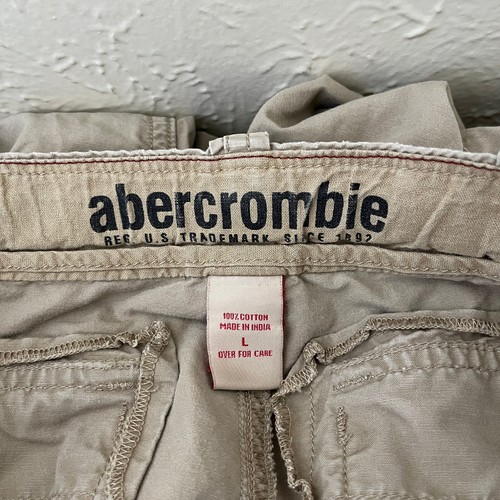 abercrombie
REG. U.S. TRADEMARK SINCE 1892
100% COTTON
MADE IN INDIA
L
OVER FOR CARE